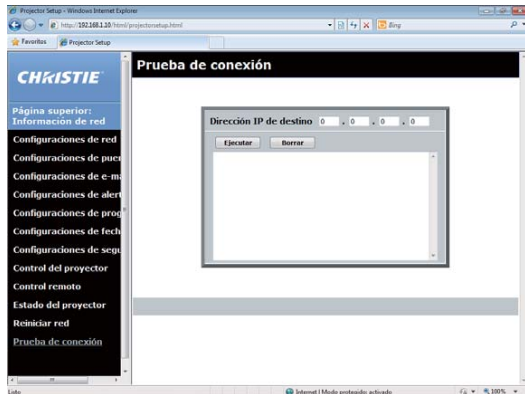 Projector Setup - Windows Internet Explorer
http://192.168.1.10/html/projectorsetup.html
Bing
Favoritos
Projector Setup
CHRISTIE
Prueba de conexión
Página superior:
Información de red
Configuraciones de red
Configuraciones de puer
Configuraciones de e-ma
Configuraciones de alert
Configuraciones de prog
Configuraciones de fech
Configuraciones de segu
Control del proyector
Control remoto
Estado del proyector
Reiniciar red
Prueba de conexión
Dirección IP de destino 0 . 0 . 0 . 0
Ejecutar Borrar
Listo
Internet | Modo protegido: activado
100%